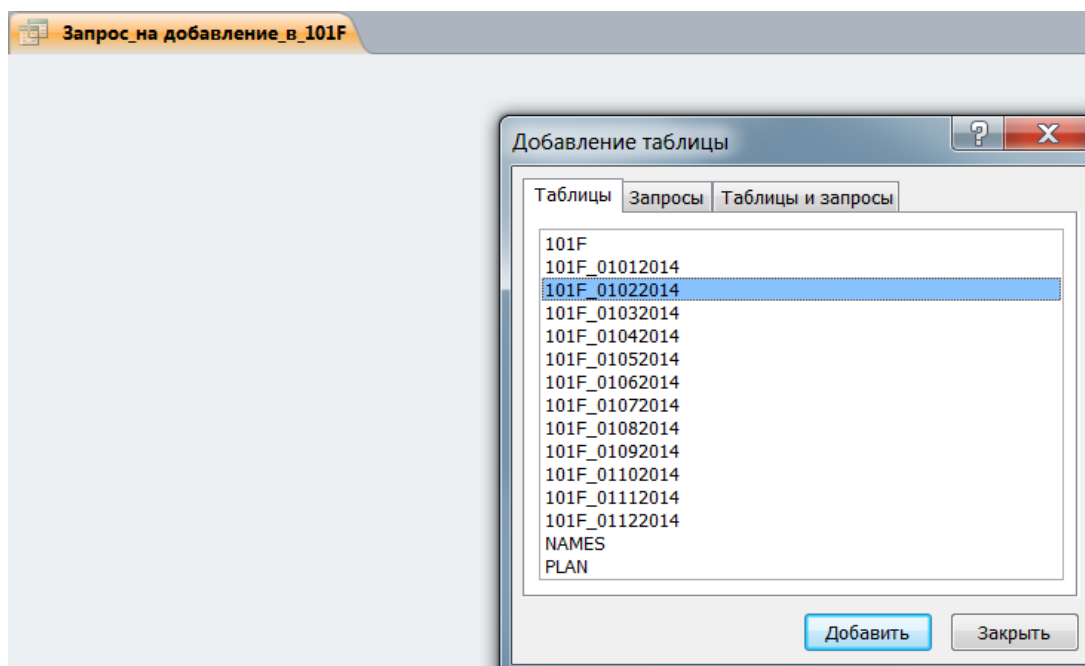 Запрос_на добавление_в_101F
Добавление таблицы
Таблицы Запросы Таблицы и запросы
101F
101F_01012014
101F_01022014
101F_01032014
101F_01042014
101F_01052014
101F_01062014
101F_01072014
101F_01082014
101F_01092014
101F_01102014
101F_01112014
101F_01122014
NAMES
PLAN
Добавить Закрыть